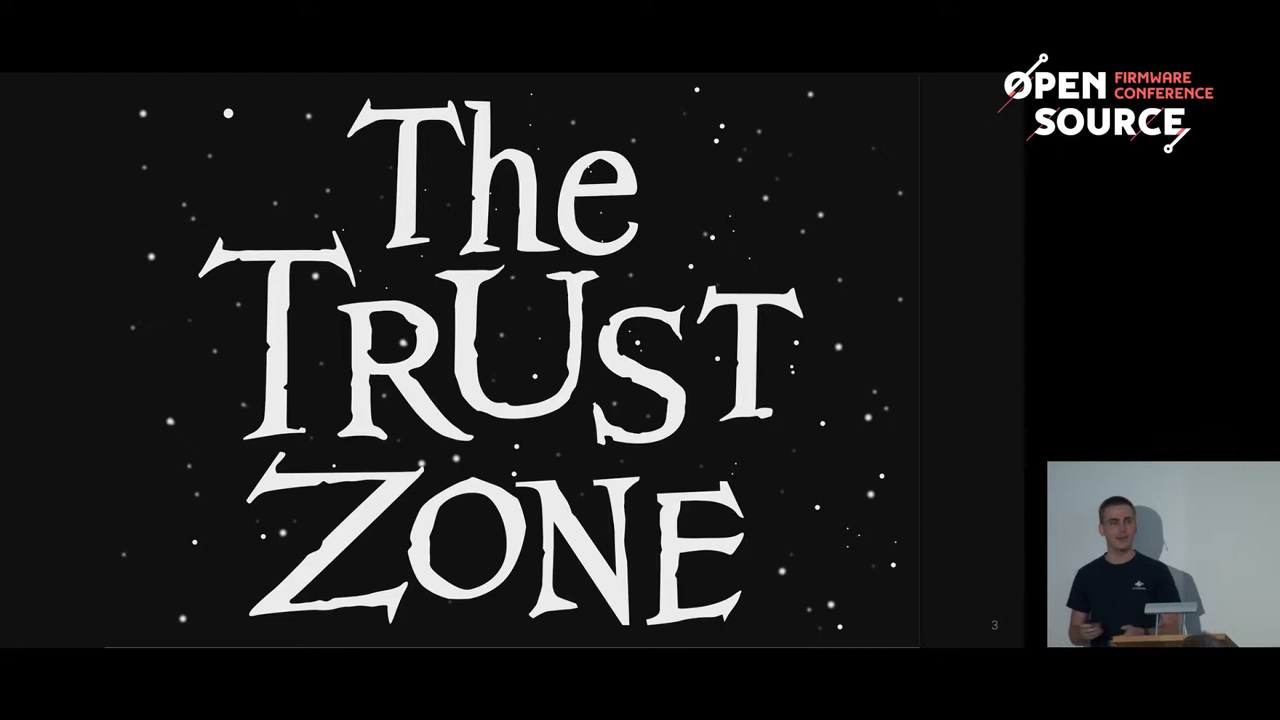 The
TRUST
ZONE
3
OPEN FIRMWARE CONFERENCE
SOURCE